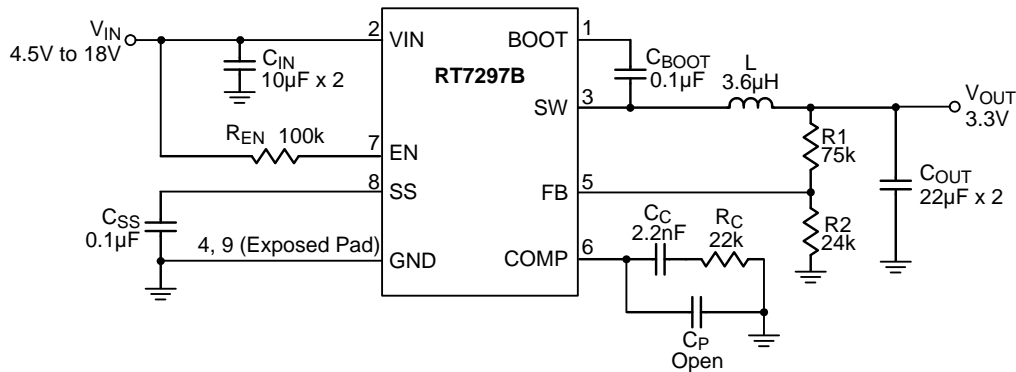 VIN
4.5V to 18V
CIN
10µF x 2
REN 100k
CSS
0.1µF
4, 9 (Exposed Pad)
2
7
8
VIN
EN
SS
GND
RT7297B
BOOT
SW
FB
COMP
1
3
5
6
CBOOT
0.1µF
L
3.6µH
VOUT
3.3V
R1
75k
COUT
22µF x 2
R2
24k
CC
2.2nF
RC
22k
CP
Open